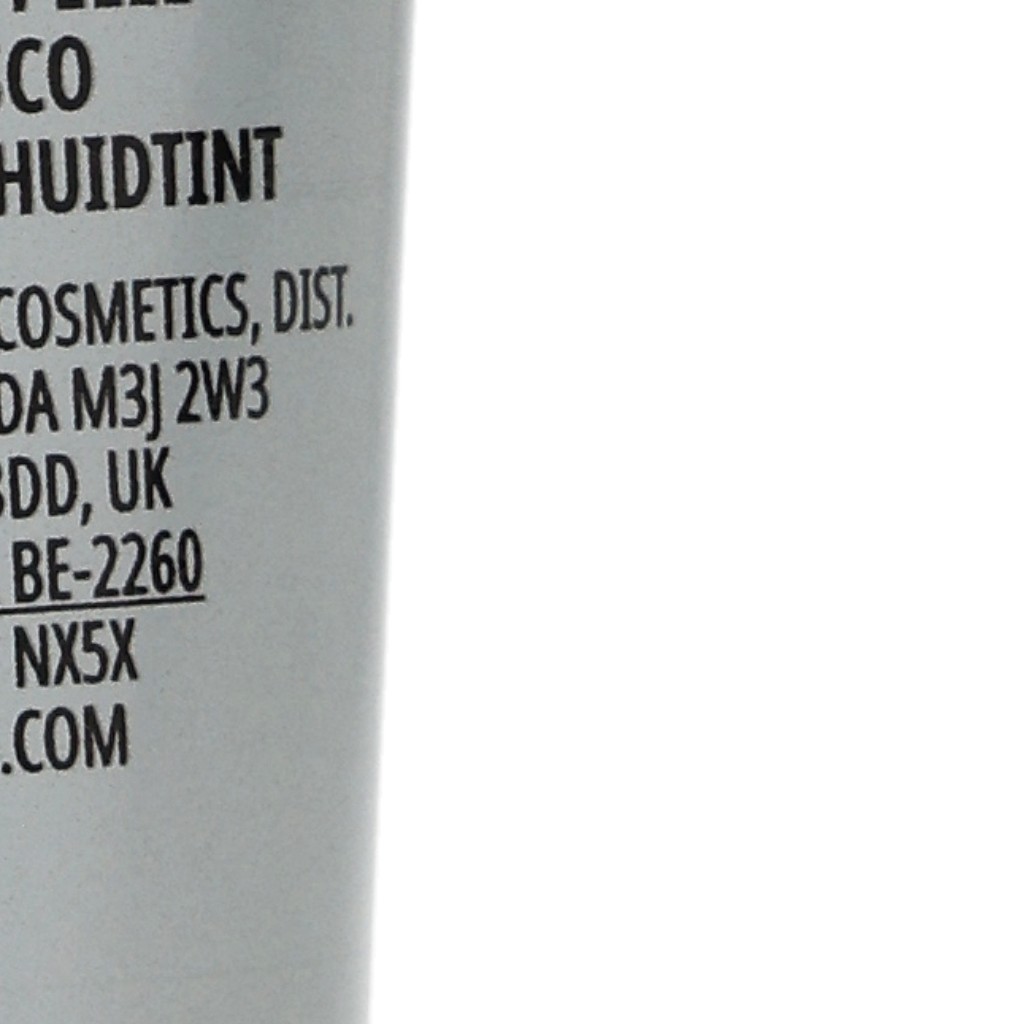 CO
HUIDTINT
COSMETICS, DIST.
DA M3J 2W3
DD, UK
BE-2260
NX5X
.COM